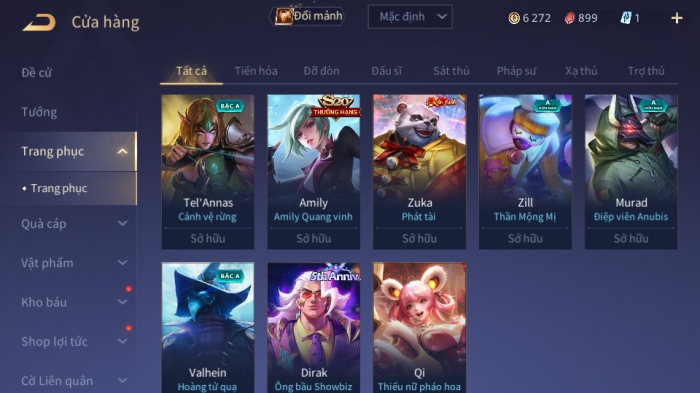 Cửa hàng
Đổi mảnh
Mặc định
6 272
899
1
Đề cử
Tướng
Trang phục
Trang phục
Quà cáp
Vật phẩm
Kho báu
Shop lợi tức
Cờ Liên quân
Tất cả
Tiến hóa
Đỡ đòn
Đấu sĩ
Sát thủ
Pháp sư
Xạ thủ
Trợ thủ
BẬC A
Tel'Annas
Cảnh vệ rừng
Sở hữu
S20
THƯỞNG HẠNG
Amily
Amily Quang vinh
Sở hữu
Zuka
Phát tài
Sở hữu
A
Zill
Thần Mộng Mị
Sở hữu
A
Murad
Điệp viên Anubis
Sở hữu
BẬC A
Valhein
Hoàng tử quạ
5th Anniv
Dirak
Ông bầu Showbiz
Qi
Thiếu nữ pháo hoa